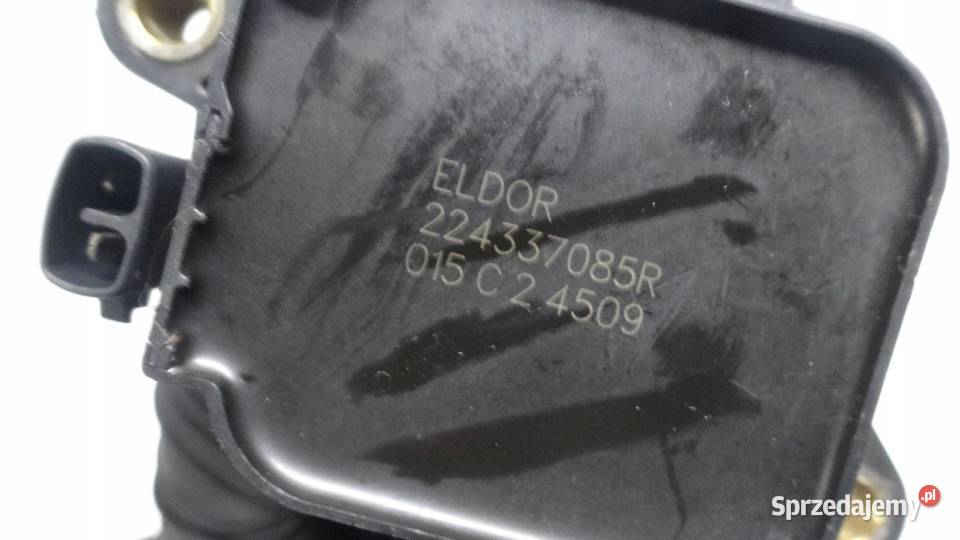 ELDOR
224337085R
015 C 2 4509
Sprzedajemy.pl